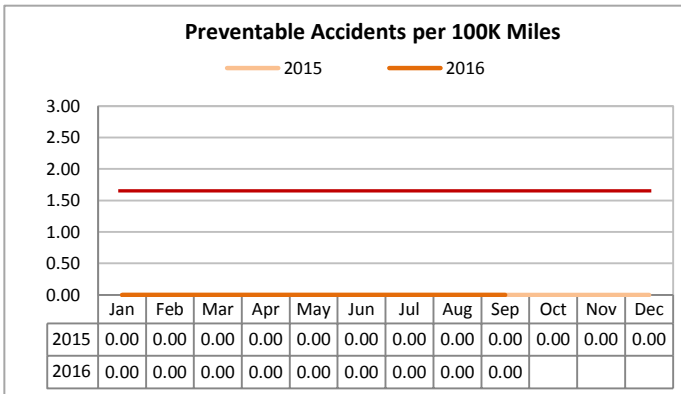 Preventable Accidents per 100K Miles
2015 2016
3.00
2.50
2.00
1.50
1.00
0.50
0.00
Jan Feb Mar Apr May Jun Jul Aug Sep Oct Nov Dec
2015 0.00 0.00 0.00 0.00 0.00 0.00 0.00 0.00 0.00 0.00 0.00 0.00
2016 0.00 0.00 0.00 0.00 0.00 0.00 0.00 0.00 0.00